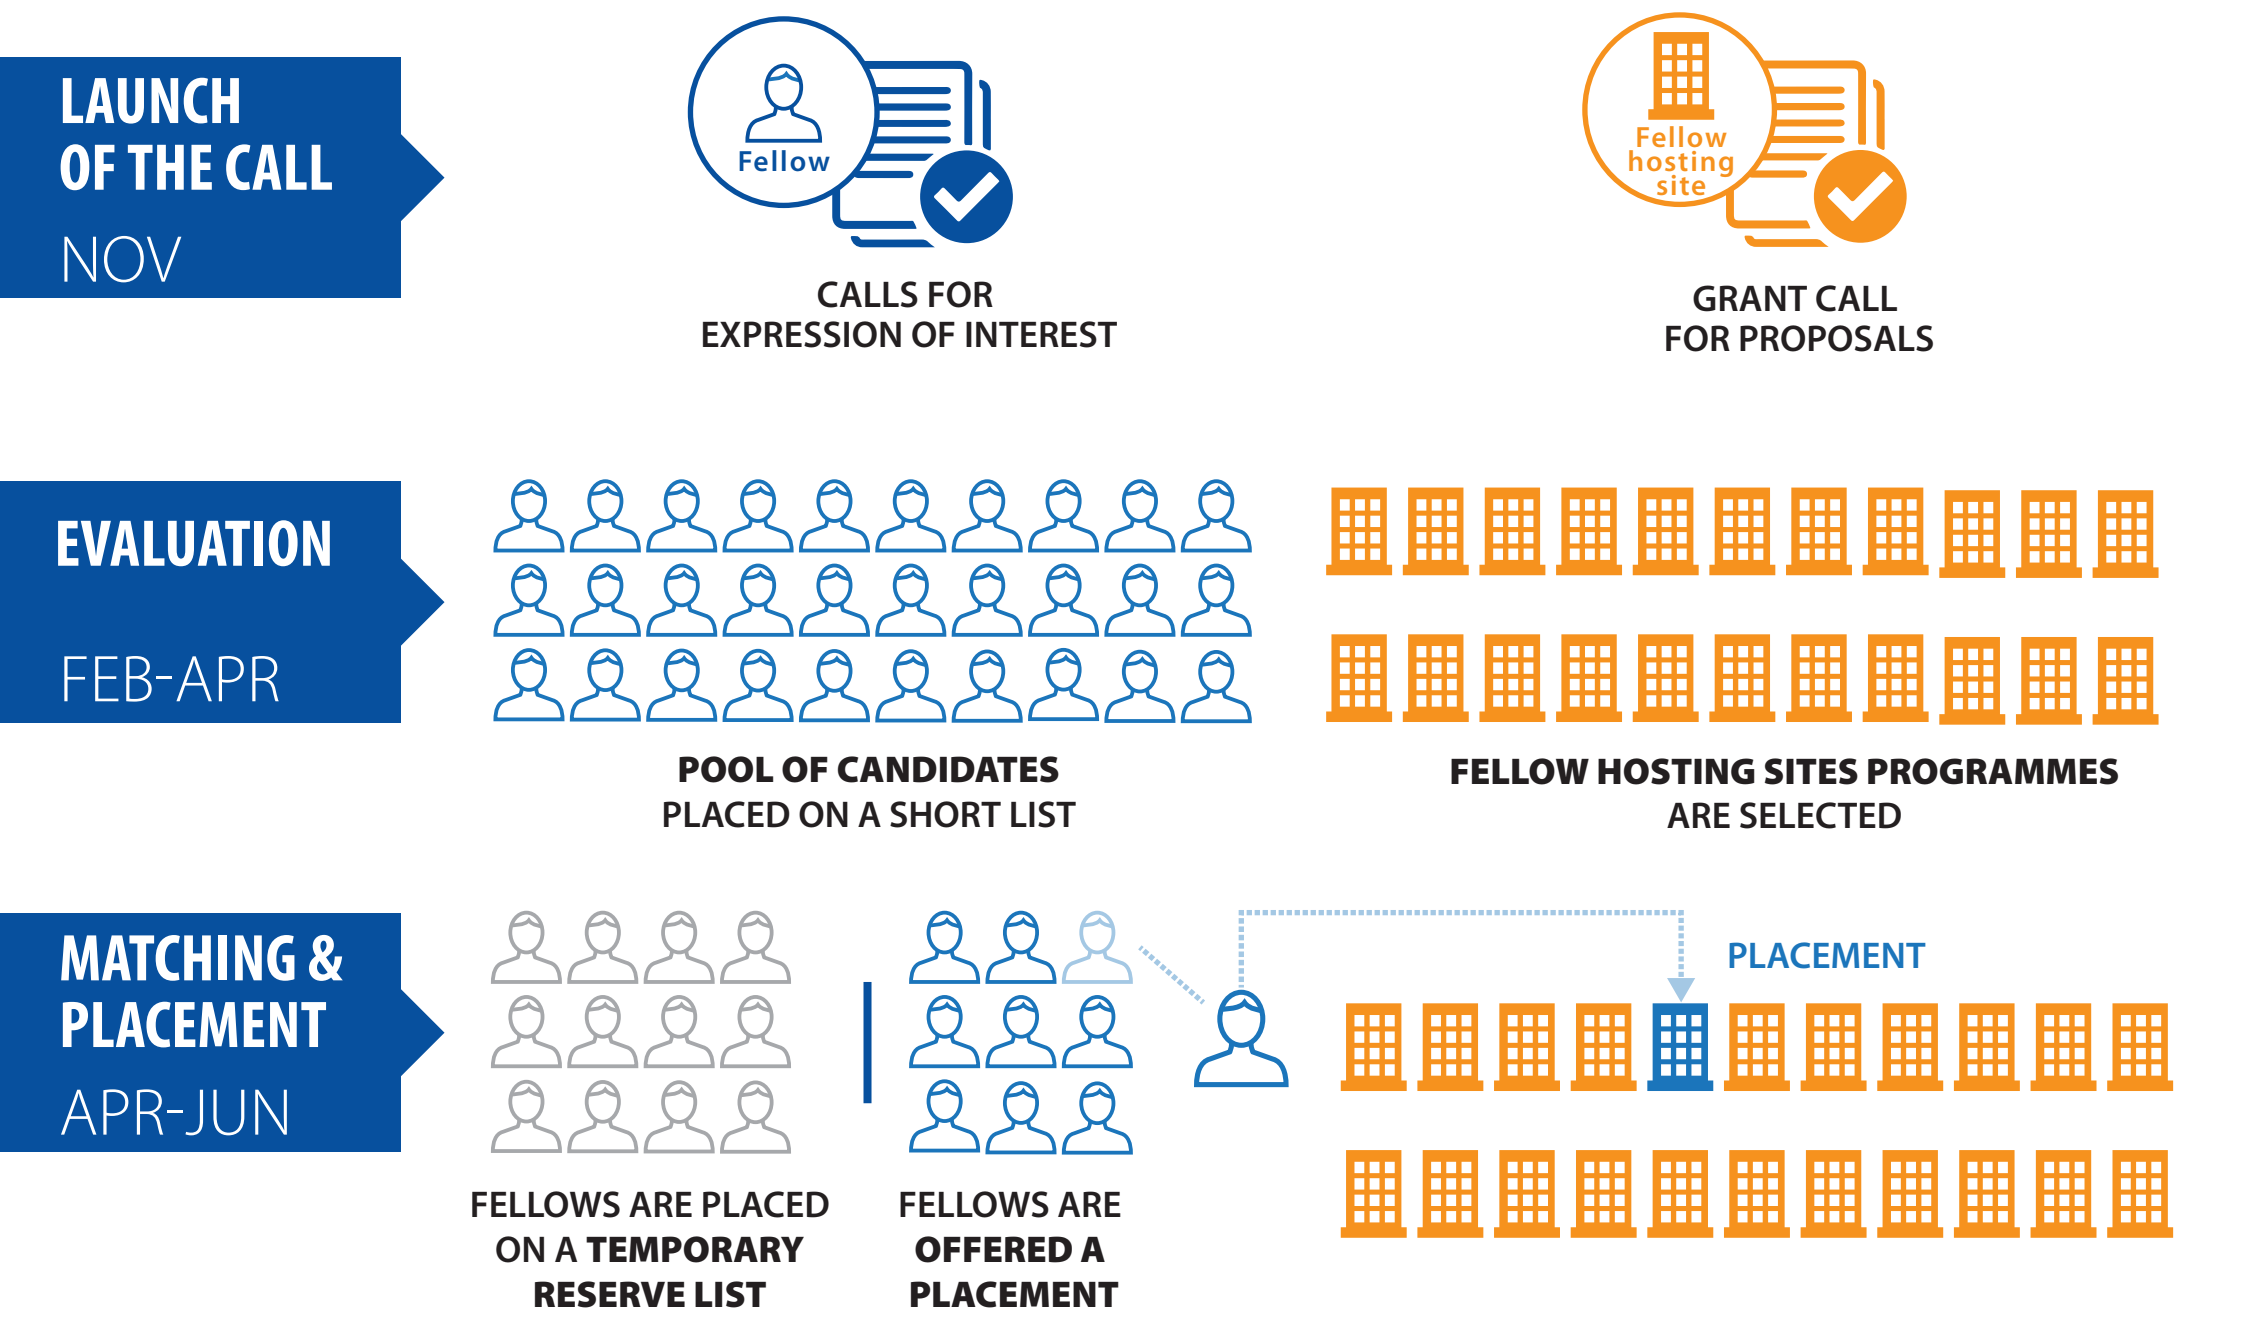 LAUNCH
OF THE CALL
NOV
Fellow
CALLS FOR
EXPRESSION OF INTEREST
Fellow
hosting
site
GRANT CALL
FOR PROPOSALS
EVALUATION
FEB-APR
POOL OF CANDIDATES
PLACED ON A SHORT LIST
FELLOW HOSTING SITES PROGRAMMES
ARE SELECTED
MATCHING &
PLACEMENT
APR-JUN
FELLOWS ARE PLACED
ON A TEMPORARY
RESERVE LIST
FELLOWS ARE
OFFERED A
PLACEMENT
PLACEMENT